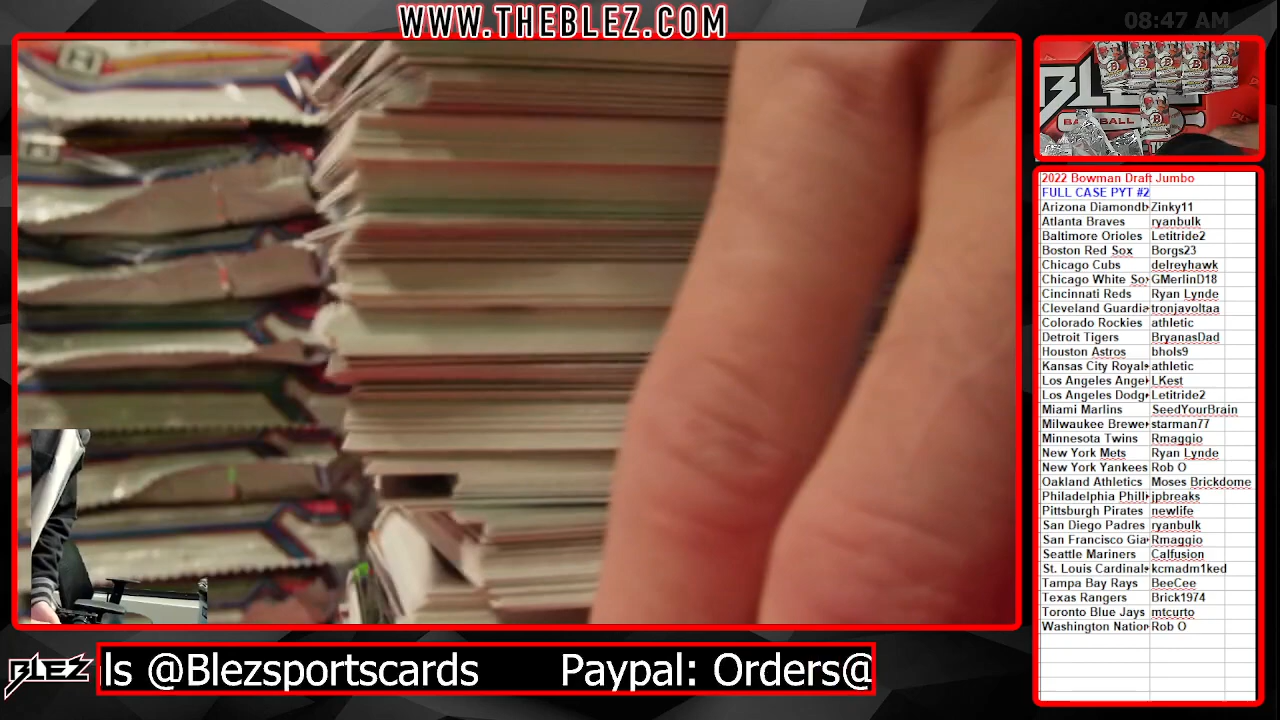 WWW.THEBLEZ.COM
08:47 AM
BLEZ
2022 Bowman Draft Jumbo
FULL CASE PYT #2
Arizona Diamondb Zinky11
Atlanta Braves ryanbulk
Baltimore Orioles Letitride2
Boston Red Sox Borgs23
Chicago Cubs delreyhawk
Chicago White Sox GMerlinD18
Cincinnati Reds Ryan Lynde
Cleveland Guardia tronjavoltaa
Colorado Rockies athletic
Detroit Tigers BryanasDad
Houston Astros bhols9
Kansas City Royals athletic
Los Angeles Ange LKest
Los Angeles Dodg Letitride2
Miami Marlins SeedYourBrain
Milwaukee Brewe starman77
Minnesota Twins Rmaggio
New York Mets Ryan Lynde
New York Yankees Rob O
Oakland Athletics Moses Brickdome
Philadelphia Philli jpbreaks
Pittsburgh Pirates newlife
San Diego Padres ryanbulk
San Francisco Gia Rmaggio
Seattle Mariners Calfusion
St. Louis Cardinals kcmadm1ked
Tampa Bay Rays BeeCee
Texas Rangers Brick1974
Toronto Blue Jays mtcurto
Washington Nation Rob O
BLEZ
ls @Blezsportscards Paypal: Orders@